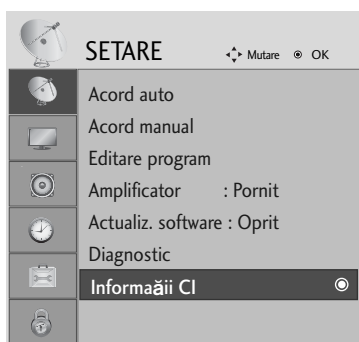 SETARE Mutare OK
Acord auto
Acord manual
Editare program
Amplificator : Pornit
Actualiz. software : Oprit
Diagnostic
Informaăii CI